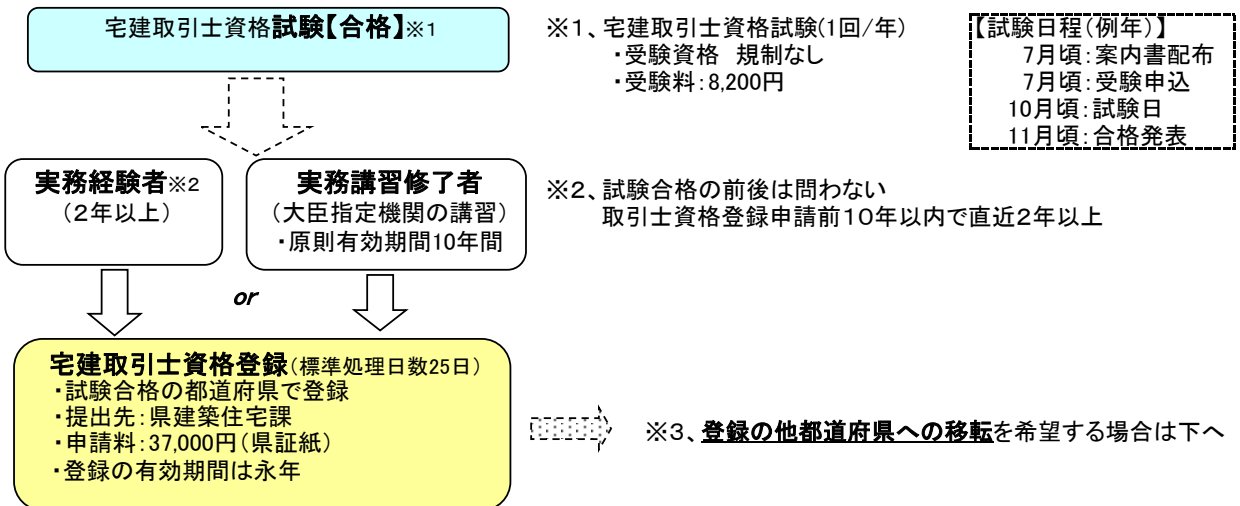 宅建取引士資格試験【合格】※1
※1、宅建取引士資格試験(1回/年)
・受験資格 規制なし
・受験料:8,200円
【試験日程(例年)】
7月頃:案内書配布
7月頃:受験申込
10月頃:試験日
11月頃:合格発表
実務経験者※2
(2年以上)
実務講習修了者
(大臣指定機関の講習)
・原則有効期間10年間
※2、試験合格の前後は問わない
取引士資格登録申請前10年以内で直近2年以上
or
宅建取引士資格登録(標準処理日数25日)
・試験合格の都道府県で登録
・提出先:県建築住宅課
・申請料:37,000円(県証紙)
・登録の有効期間は永年
※3、登録の他都道府県への移転を希望する場合は下へ